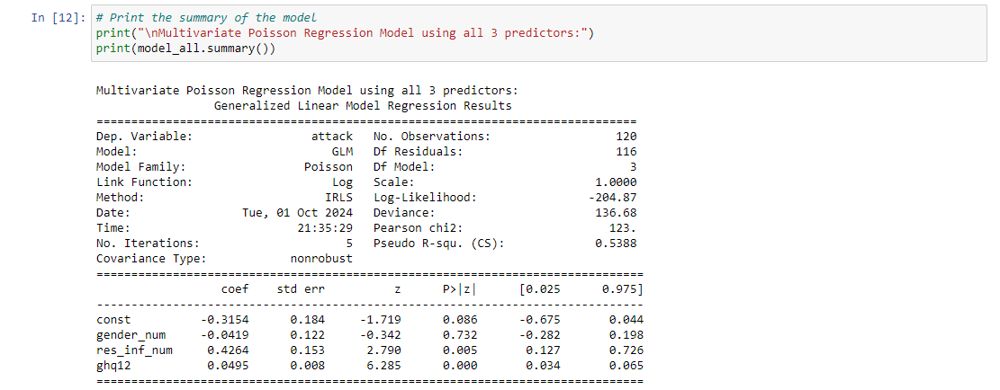 In [12]: # Print the summary of the model
print("\nMultivariate Poisson Regression Model using all 3 predictors:")
print(model_all.summary())
Multivariate Poisson Regression Model using all 3 predictors:
Generalized Linear Model Regression Results
==============================================================================
Dep. Variable: attack No. Observations: 120
Model: GLM Df Residuals: 116
Model Family: Poisson Df Model: 3
Link Function: Log Scale: 1.0000
Method: IRLS Log-Likelihood: -204.87
Date: Tue, 01 Oct 2024 Deviance: 136.68
Time: 21:35:29 Pearson chi2: 123.
No. Iterations: 5 Pseudo R-squ. (CS): 0.5388
Covariance Type: nonrobust
===============================================================================
coef std err z P>|z| [0.025 0.975]
-------------------------------------------------------------------------------
const -0.3154 0.184 -1.719 0.086 -0.675 0.044
gender_num -0.0419 0.122 -0.342 0.732 -0.282 0.198
res_inf_num 0.4264 0.153 2.790 0.005 0.127 0.726
ghq12 0.0495 0.008 6.285 0.000 0.034 0.065
===============================================================================